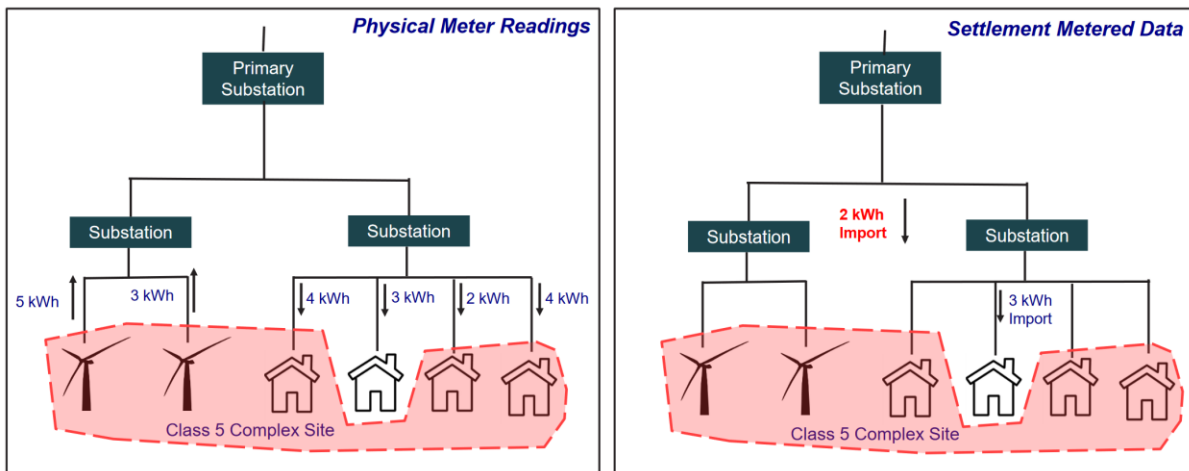 Physical Meter Readings
Primary
Substation
Substation
Substation
5 kWh
3 kWh
4 kWh
3 kWh
2 kWh
4 kWh
Class 5 Complex Site
Settlement Metered Data
Primary
Substation
2 kWh
Import
Substation
Substation
3 kWh
Import
Class 5 Complex Site